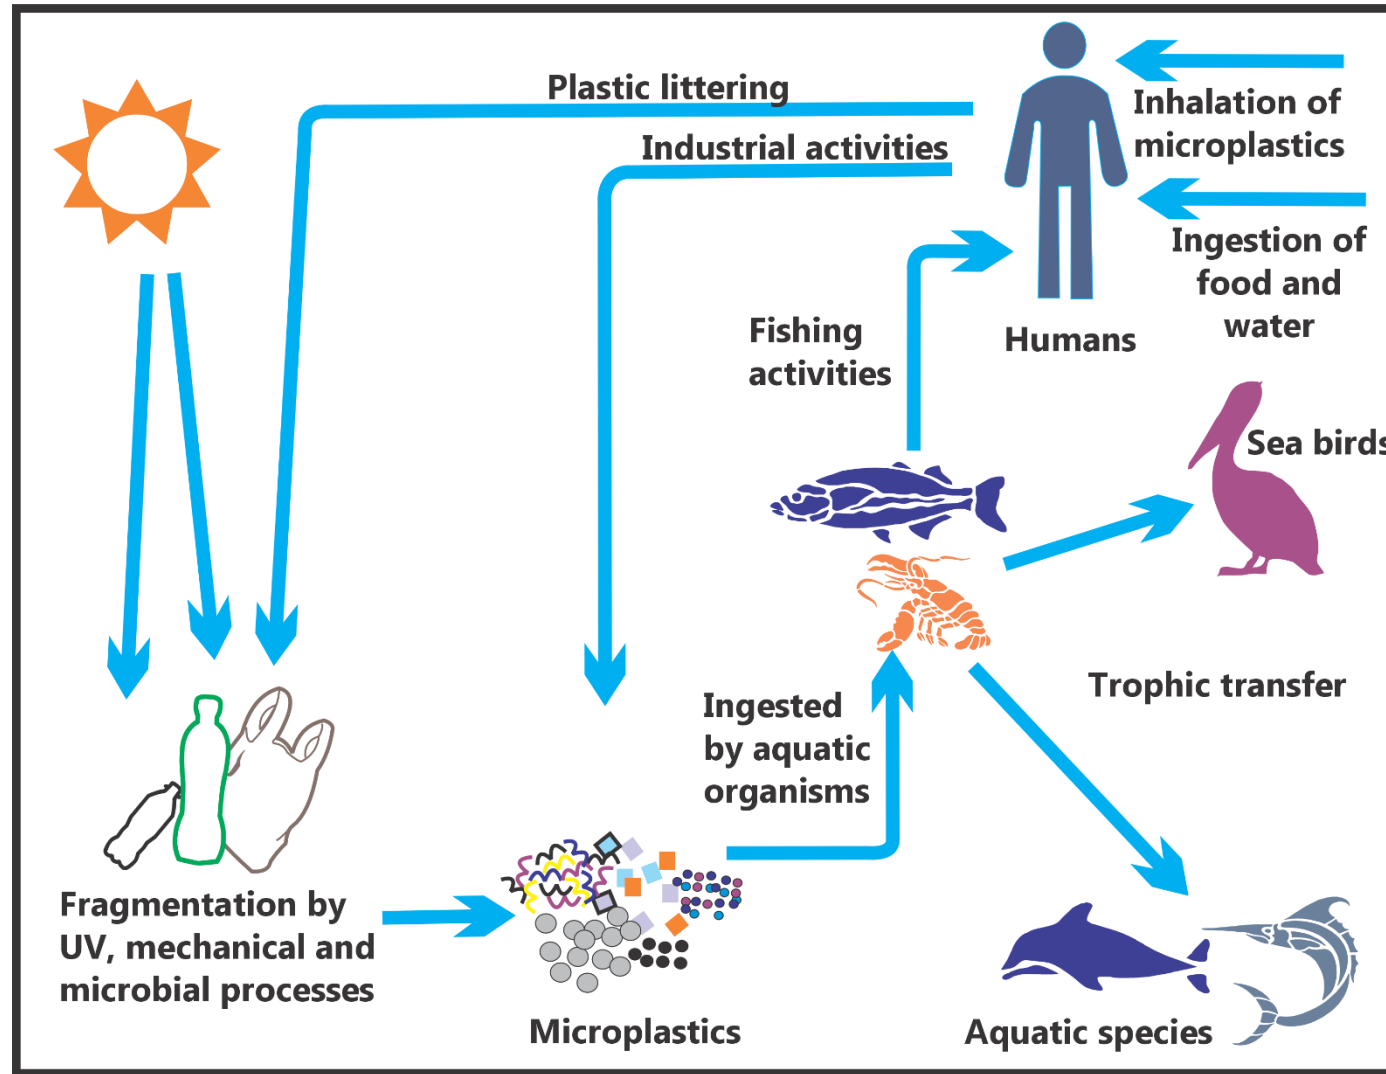 Plastic littering
Industrial activities
Inhalation of
microplastics
Ingestion of
food and
water
Humans
Fishing
activities
Sea birds
Trophic transfer
Ingested
by aquatic
organisms
Fragmentation by
UV, mechanical and
microbial processes
Microplastics
Aquatic species